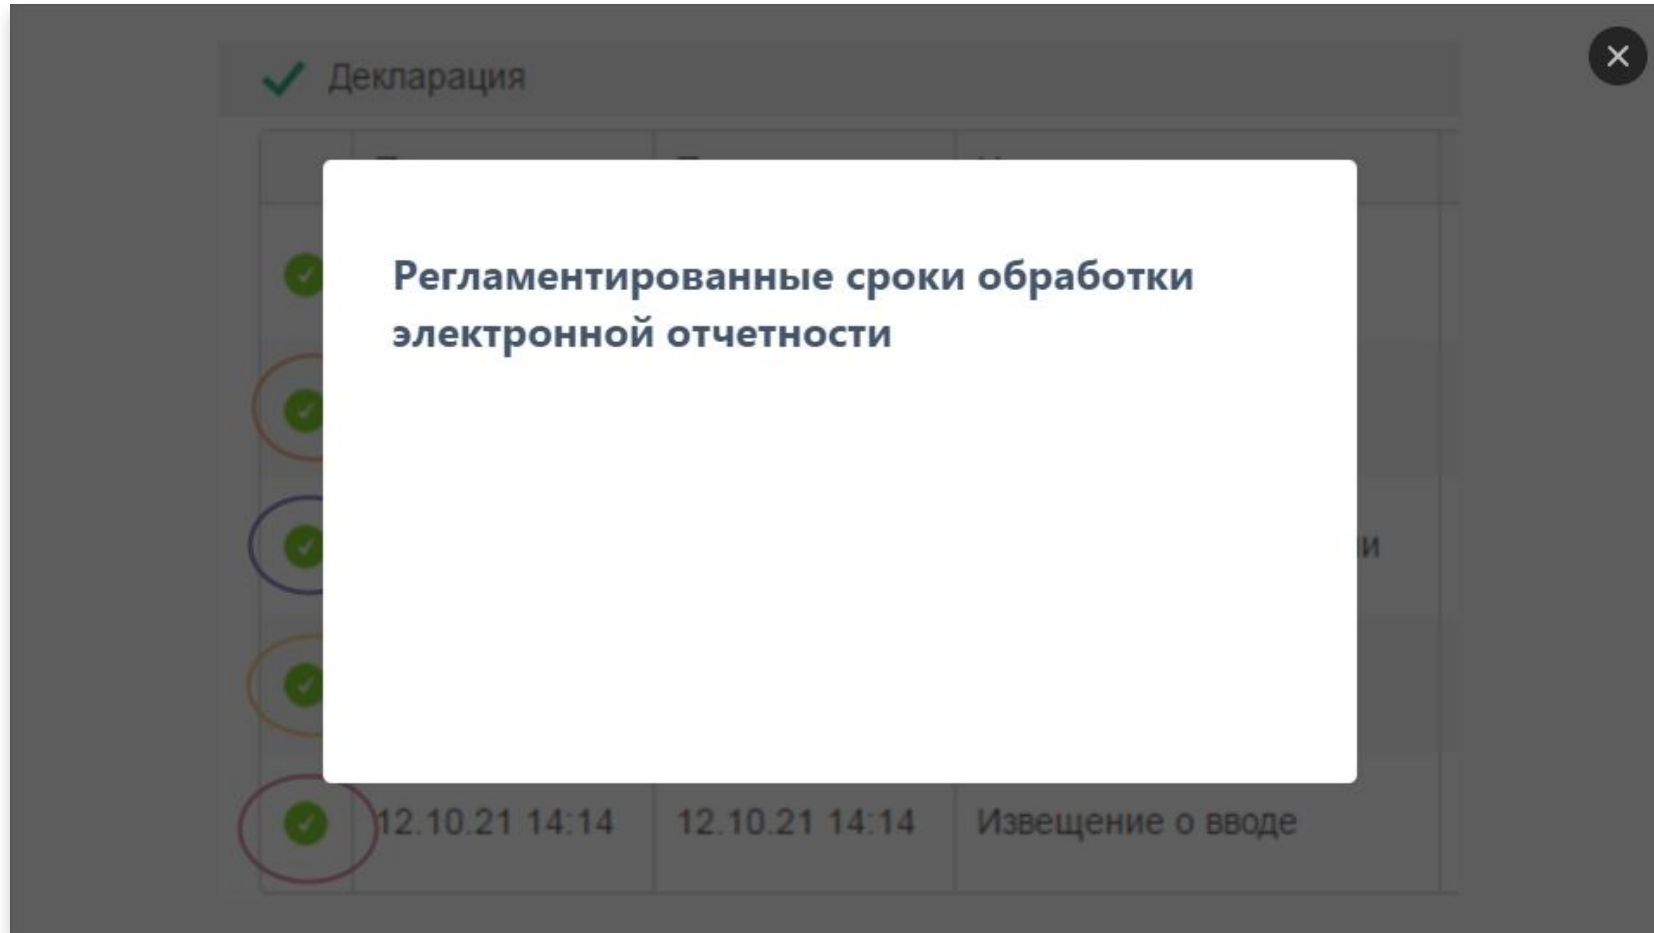 Декларация
Регламентированные сроки обработки
электронной отчетности
12.10.21 14:14 12.10.21 14:14 Извещение о вводе